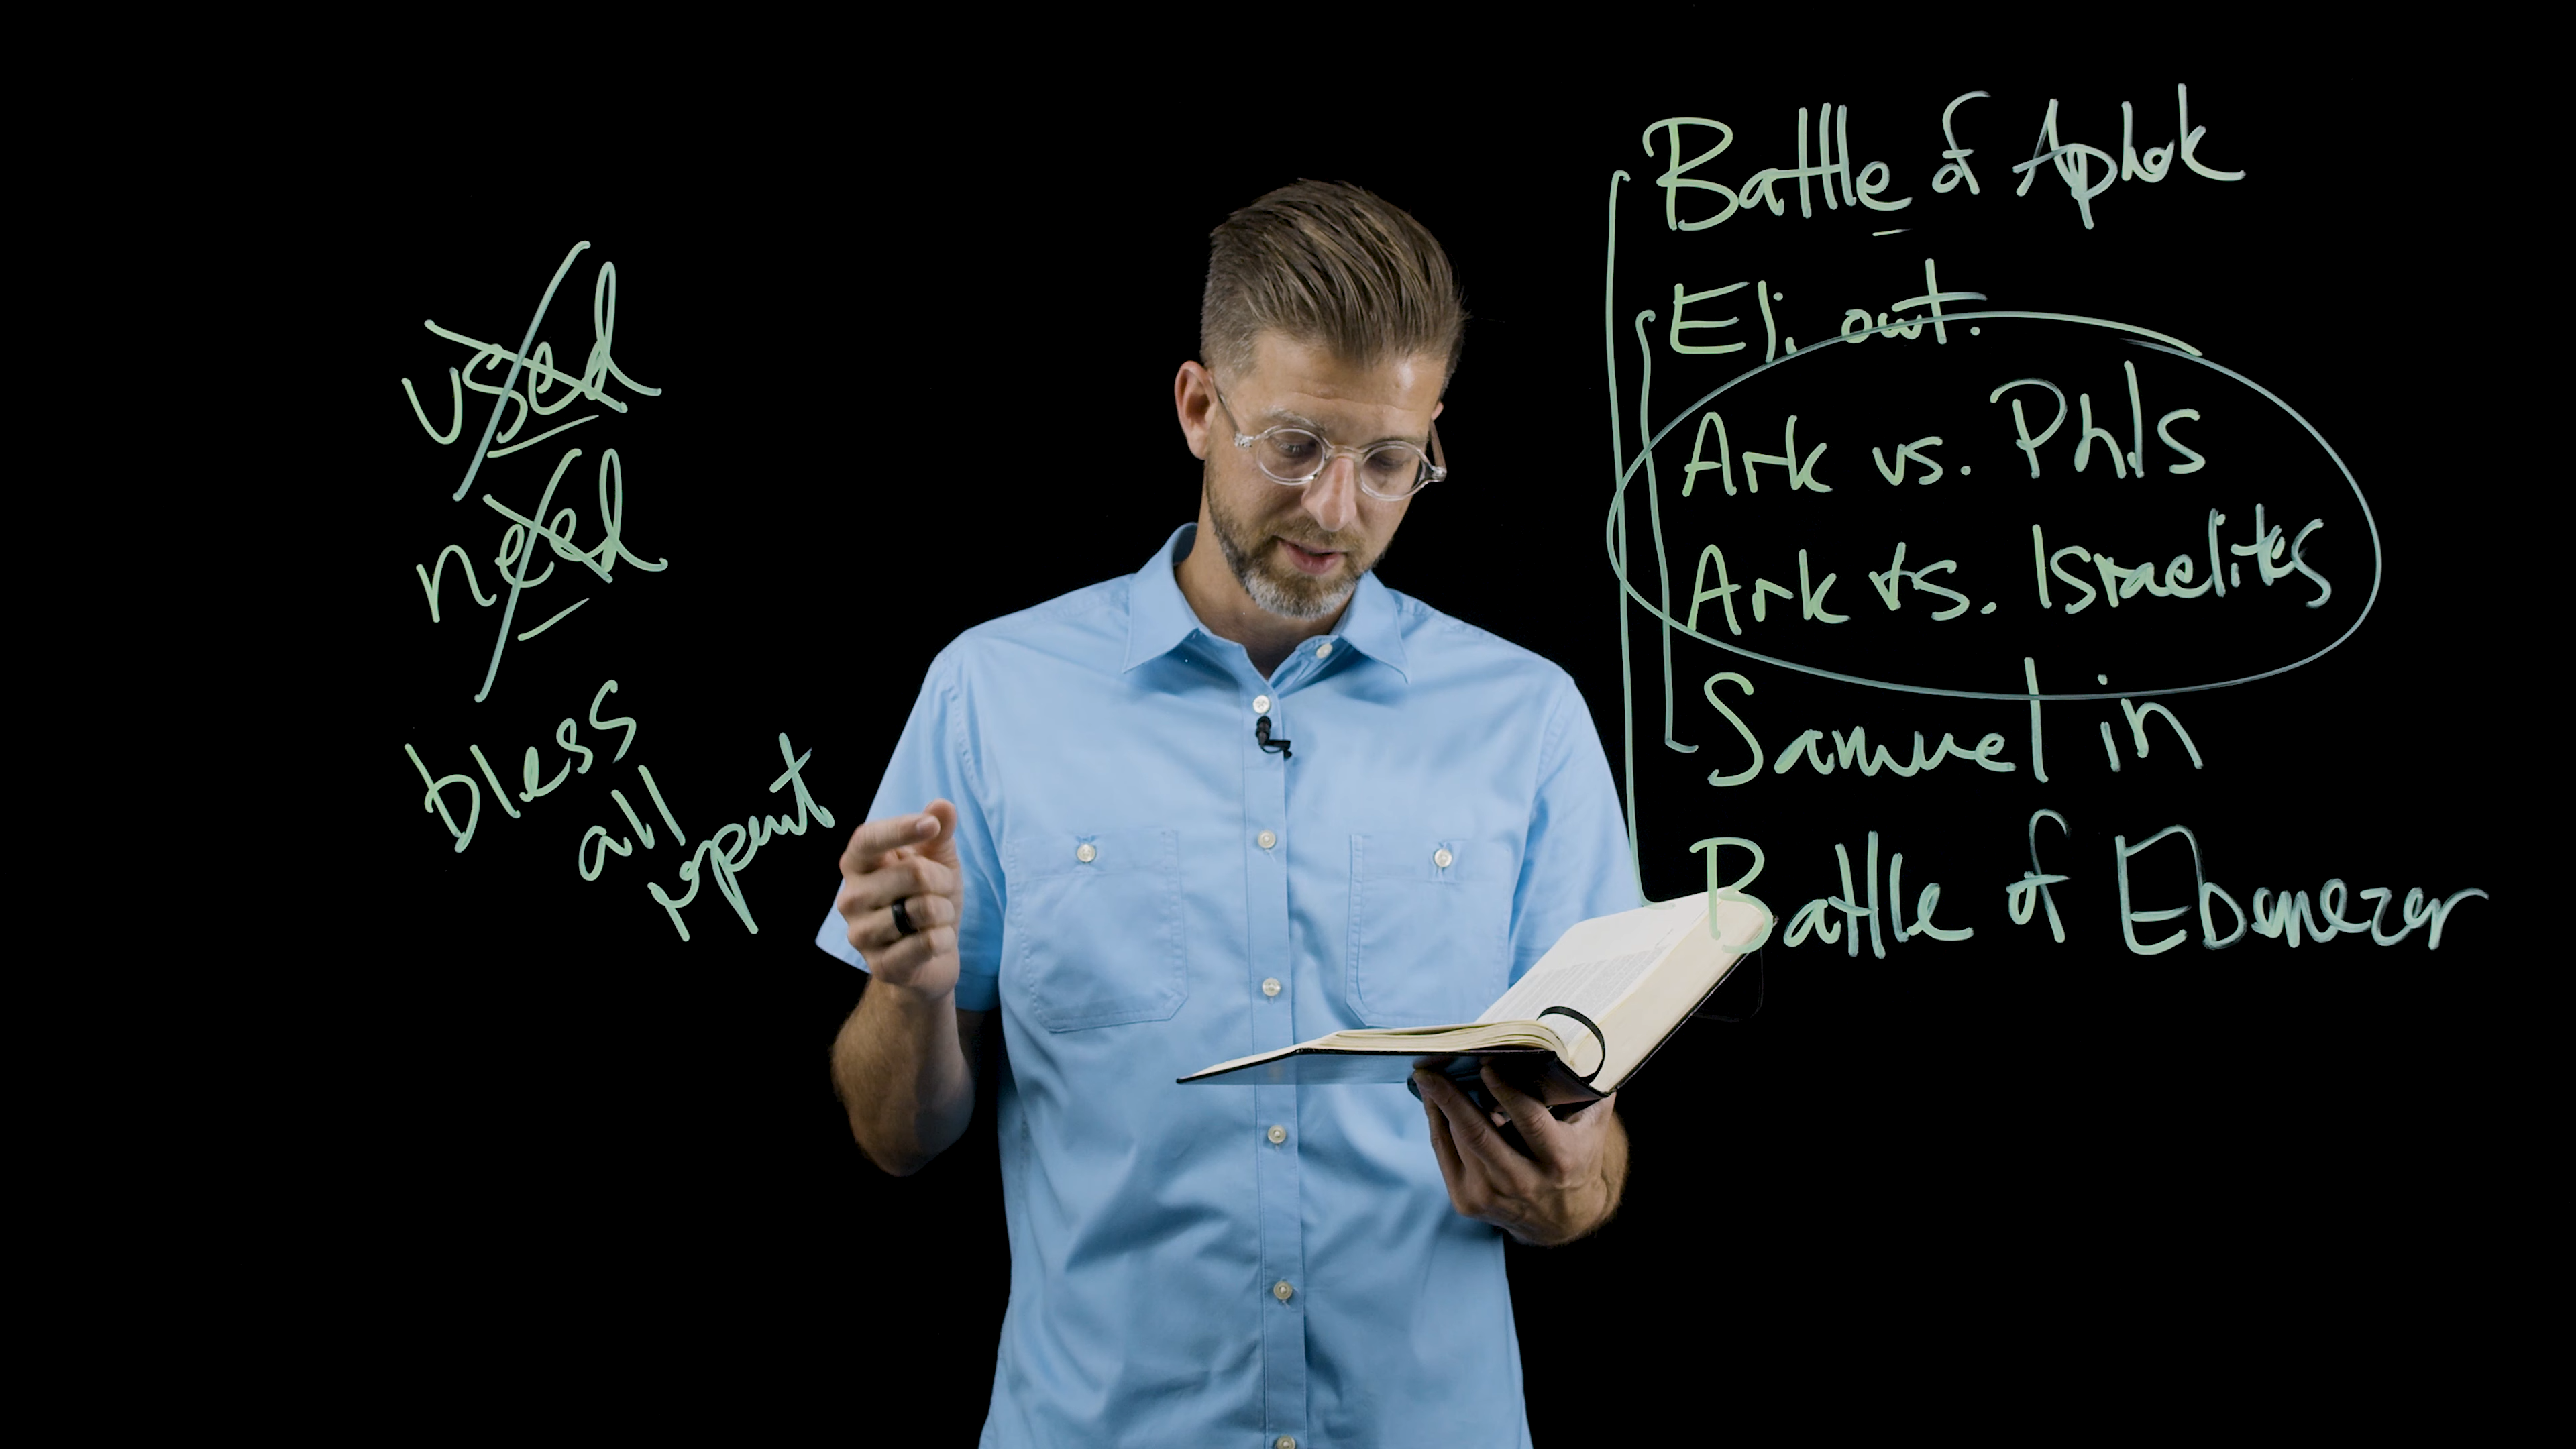 used
need
bless
all
repent
Battle of Aphek
Eli out.
Ark vs. Phils
Ark vs. Israelites
Samuel in
Battle of Ebenezer